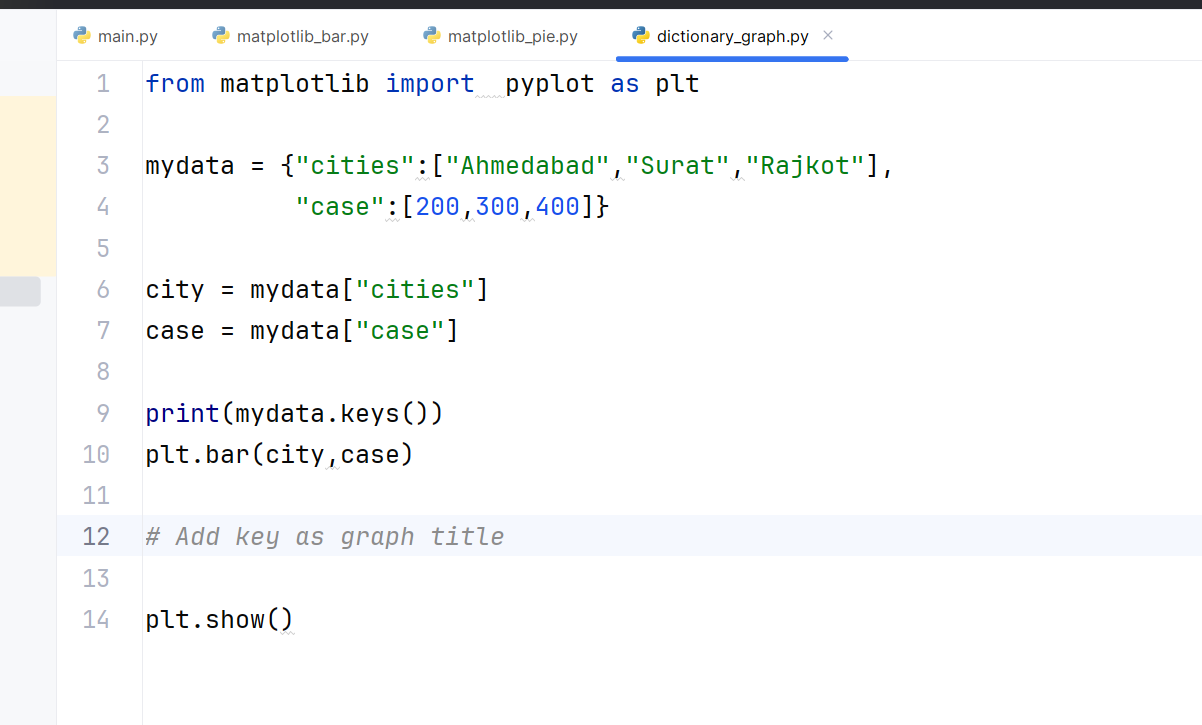 main.py matplotlib_bar.py matplotlib_pie.py dictionary_graph.py ×
1 from matplotlib import  pyplot as plt
2
3 mydata = {"cities":["Ahmedabad","Surat","Rajkot"],
4           "case":[200,300,400]}
5
6 city = mydata["cities"]
7 case = mydata["case"]
8
9 print(mydata.keys())
10 plt.bar(city,case)
11
12 # Add key as graph title
13
14 plt.show()